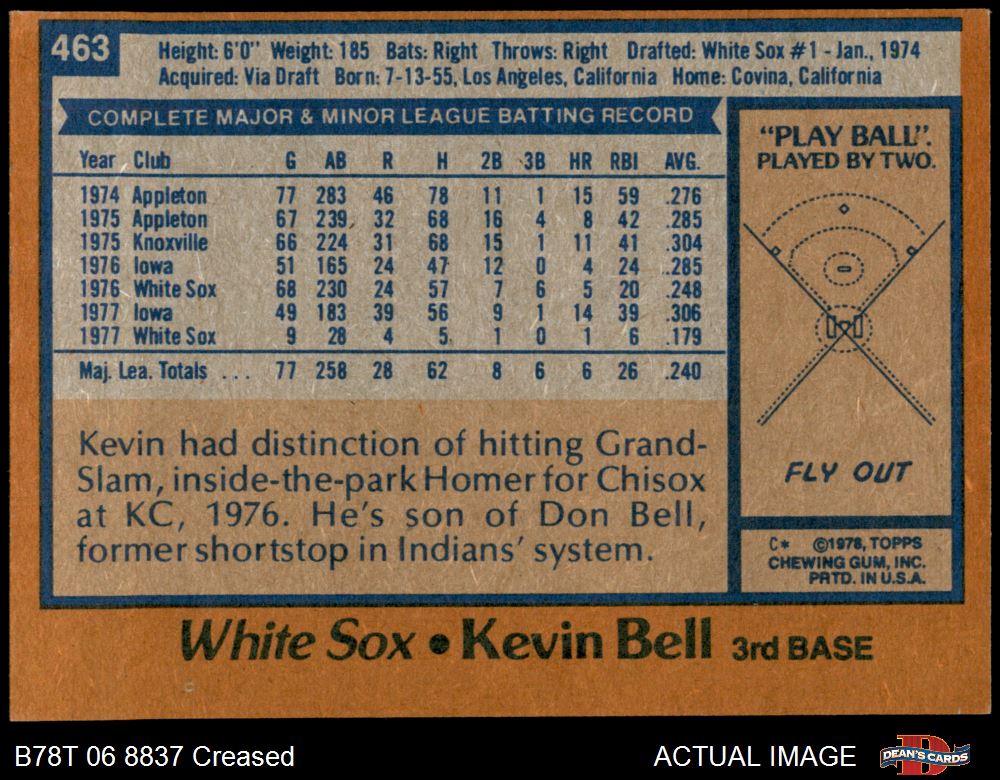 463
Height: 6'0" Weight: 185 Bats: Right Throws: Right Drafted: White Sox #1 - Jan., 1974
Acquired: Via Draft Born: 7-13-55, Los Angeles, California Home: Covina, California
COMPLETE MAJOR & MINOR LEAGUE BATTING RECORD
Year Club G AB R H 2B 3B HR RBI AVG.
1974 Appleton 77 283 46 78 11 1 15 59 .276
1975 Appleton 67 239 32 68 16 4 8 42 .285
1975 Knoxville 66 224 31 68 15 1 11 41 .304
1976 Iowa 51 165 24 47 12 0 4 24 .285
1976 White Sox 68 230 24 57 7 6 5 20 .248
1977 Iowa 49 183 39 56 9 1 14 39 .306
1977 White Sox 9 28 4 5 1 0 1 6 .179
Maj. Lea. Totals ... 77 258 28 62 8 6 6 26 .240
Kevin had distinction of hitting Grand-
Slam, inside-the-park Homer for Chisox
at KC, 1976. He's son of Don Bell,
former shortstop in Indians' system.
"PLAY BALL".
PLAYED BY TWO.
FLY OUT
C* ©1978, TOPPS
CHEWING GUM, INC.
PRTD. IN U.S.A.
White Sox • Kevin Bell 3rd BASE
B78T 06 8837 Creased
ACTUAL IMAGE
DEAN'S CARDS